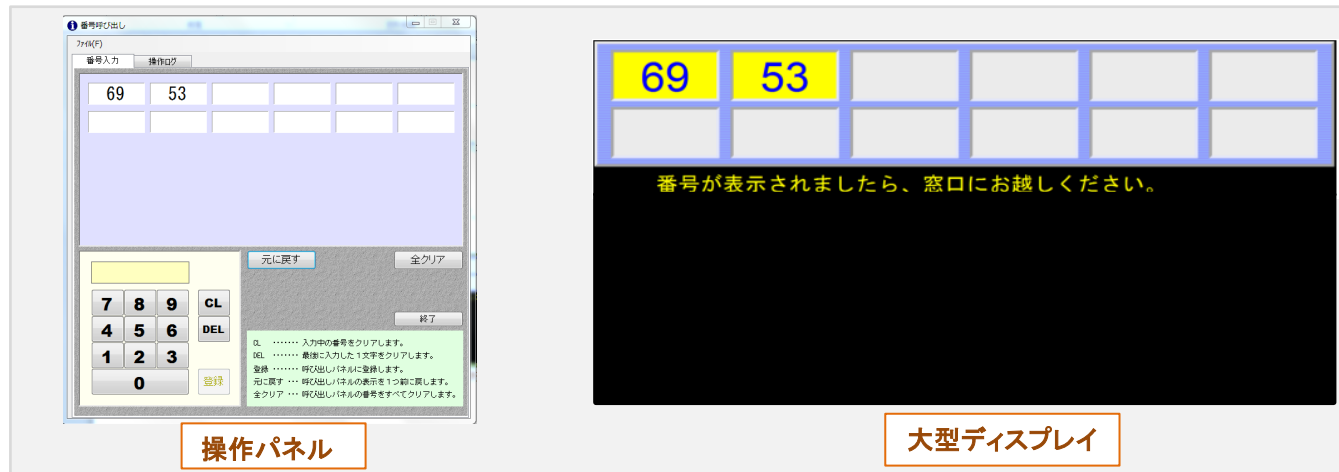 番号呼び出し
ファイル(F)
番号入力 操作ログ
69 53
元に戻す 全クリア
7 8 9 CL
終了
4 5 6 DEL
1 2 3
0 登録
CL ……… 入力中の番号をクリアします。
DEL ……… 最後に入力した1文字をクリアします。
登録 ……… 呼び出しパネルに登録します。
元に戻す … 呼び出しパネルの表示を1つ前に戻します。
全クリア … 呼び出しパネルの番号をすべてクリアします。
操作パネル
69 53
番号が表示されましたら、窓口にお越しください。
大型ディスプレイ